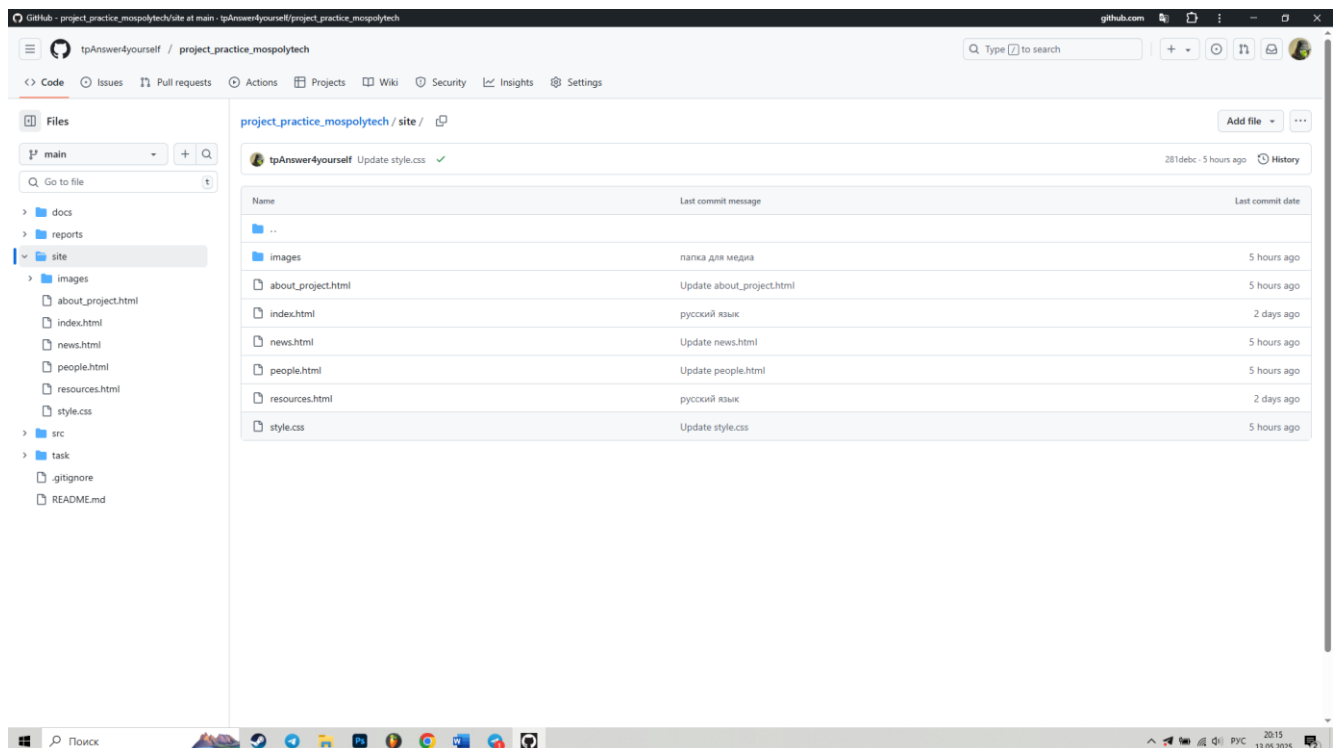 GitHub - project_practice_mospolytech/site at main · tpAnswer4yourself/project_practice_mospolytech
github.com
tpAnswer4yourself / project_practice_mospolytech
Type / to search
<> Code Issues Pull requests Actions Projects Wiki Security Insights Settings
Files
project_practice_mospolytech / site /
Add file
main
tpAnswer4yourself Update style.css
281debc · 5 hours ago History
Go to file t
Name Last commit message Last commit date
docs
reports
site
images
about_project.html
index.html
news.html
people.html
resources.html
style.css
src
task
.gitignore
README.md
..
images папка для медиа 5 hours ago
about_project.html Update about_project.html 5 hours ago
index.html русский язык 2 days ago
news.html Update news.html 5 hours ago
people.html Update people.html 5 hours ago
resources.html русский язык 2 days ago
style.css Update style.css 5 hours ago
Поиск
РУС
20:15
13.05.2025